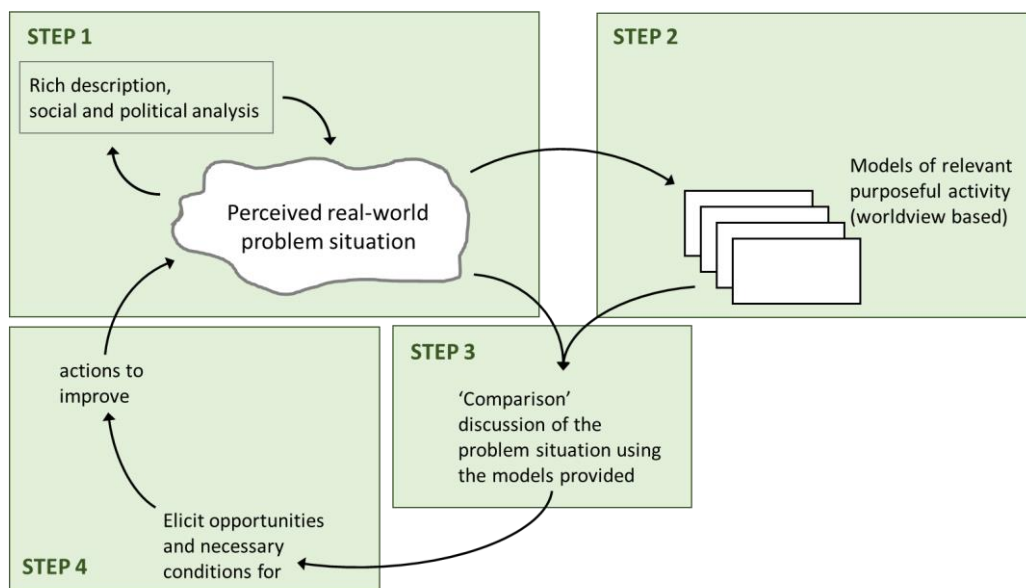 STEP 1
Rich description,
social and political analysis
Perceived real-world
problem situation
STEP 2
Models of relevant
purposeful activity
(worldview based)
STEP 3
‘Comparison’
discussion of the
problem situation using
the models provided
STEP 4
Elicit opportunities
and necessary
conditions for
actions to
improve